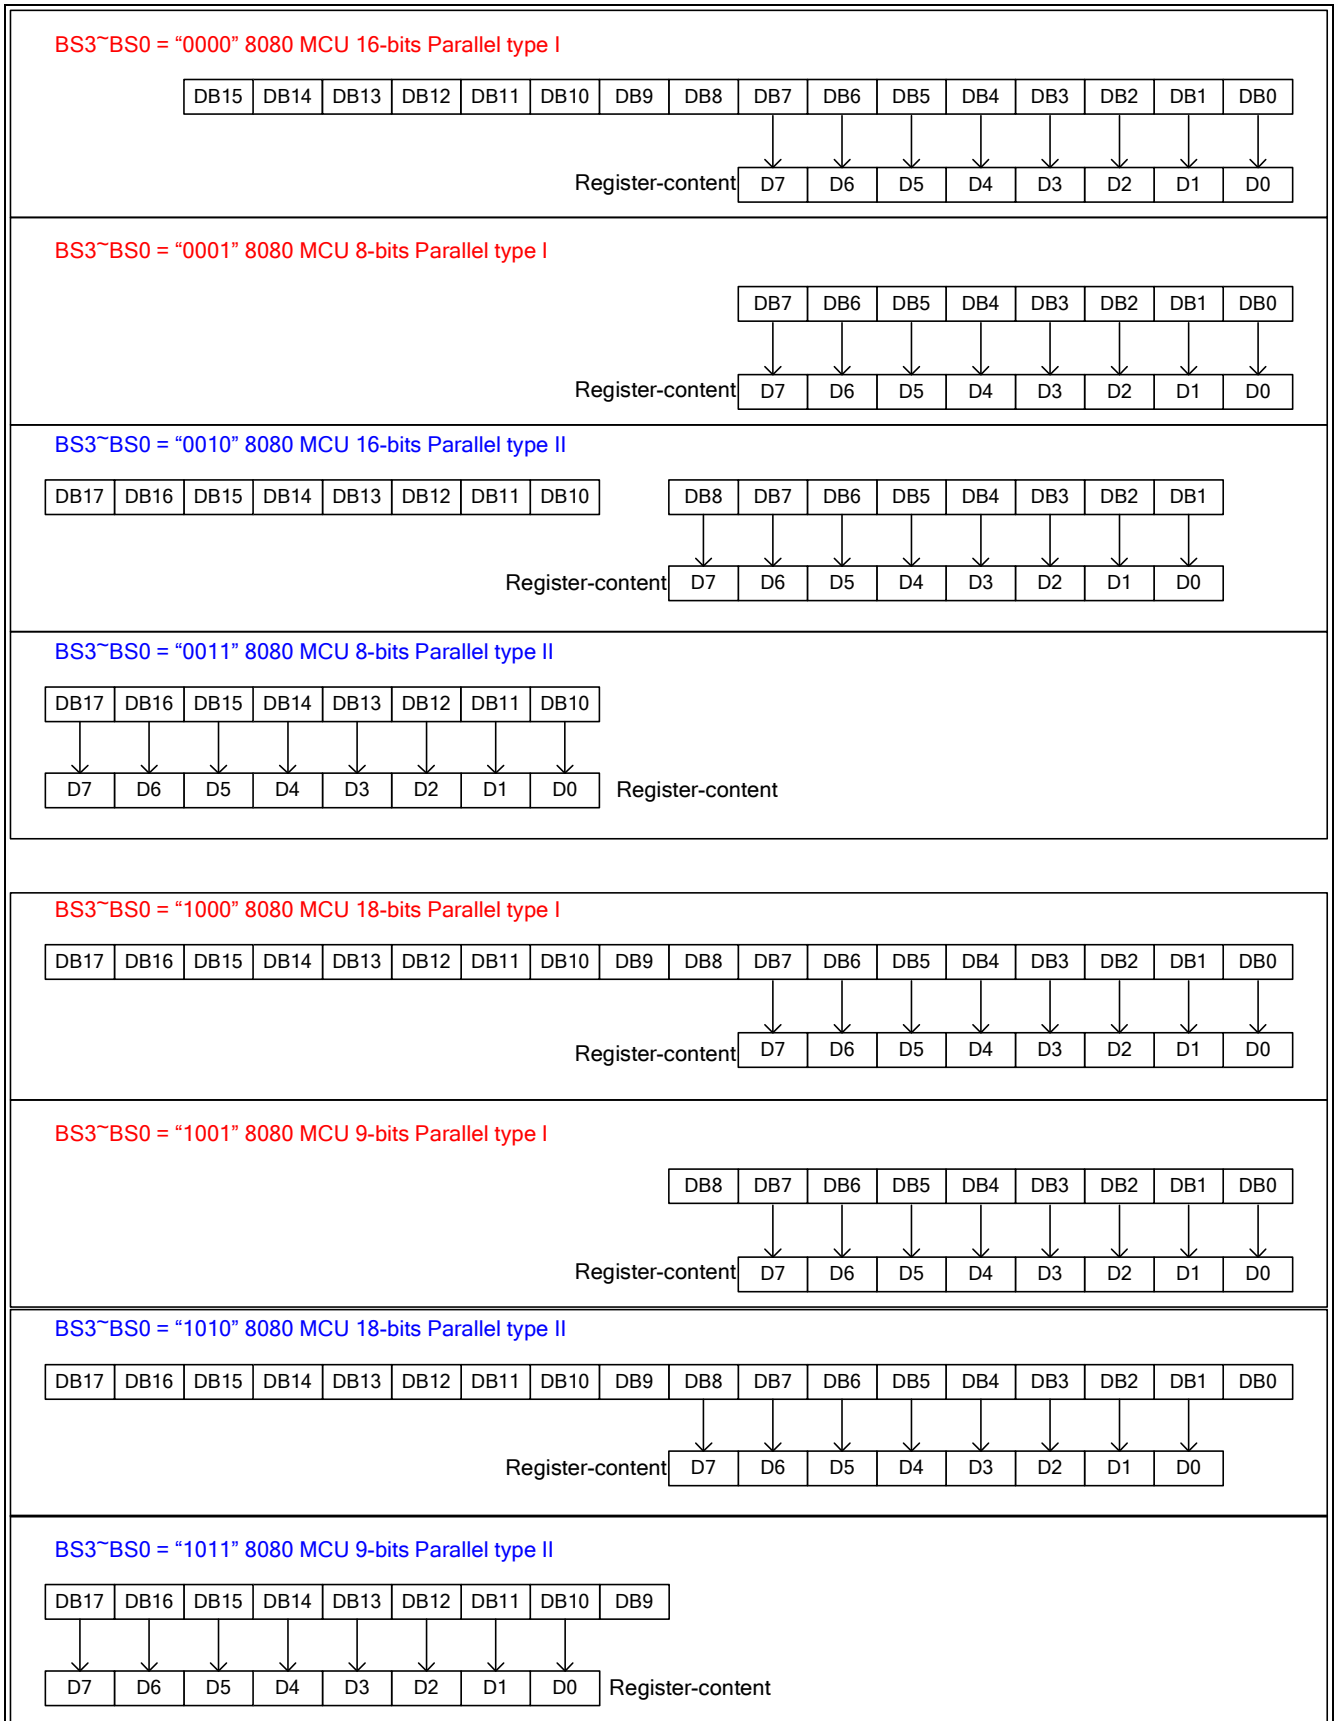 BS3~BS0 = “0000” 8080 MCU 16-bits Parallel type I
DB15 DB14 DB13 DB12 DB11 DB10 DB9 DB8 DB7 DB6 DB5 DB4 DB3 DB2 DB1 DB0
Register-content D7 D6 D5 D4 D3 D2 D1 D0
BS3~BS0 = “0001” 8080 MCU 8-bits Parallel type I
DB7 DB6 DB5 DB4 DB3 DB2 DB1 DB0
Register-content D7 D6 D5 D4 D3 D2 D1 D0
BS3~BS0 = “0010” 8080 MCU 16-bits Parallel type II
DB17 DB16 DB15 DB14 DB13 DB12 DB11 DB10 DB8 DB7 DB6 DB5 DB4 DB3 DB2 DB1
Register-content D7 D6 D5 D4 D3 D2 D1 D0
BS3~BS0 = “0011” 8080 MCU 8-bits Parallel type II
DB17 DB16 DB15 DB14 DB13 DB12 DB11 DB10
D7 D6 D5 D4 D3 D2 D1 D0 Register-content
BS3~BS0 = “1000” 8080 MCU 18-bits Parallel type I
DB17 DB16 DB15 DB14 DB13 DB12 DB11 DB10 DB9 DB8 DB7 DB6 DB5 DB4 DB3 DB2 DB1 DB0
Register-content D7 D6 D5 D4 D3 D2 D1 D0
BS3~BS0 = “1001” 8080 MCU 9-bits Parallel type I
DB8 DB7 DB6 DB5 DB4 DB3 DB2 DB1 DB0
Register-content D7 D6 D5 D4 D3 D2 D1 D0
BS3~BS0 = “1010” 8080 MCU 18-bits Parallel type II
DB17 DB16 DB15 DB14 DB13 DB12 DB11 DB10 DB9 DB8 DB7 DB6 DB5 DB4 DB3 DB2 DB1 DB0
Register-content D7 D6 D5 D4 D3 D2 D1 D0
BS3~BS0 = “1011” 8080 MCU 9-bits Parallel type II
DB17 DB16 DB15 DB14 DB13 DB12 DB11 DB10 DB9
D7 D6 D5 D4 D3 D2 D1 D0 Register-content